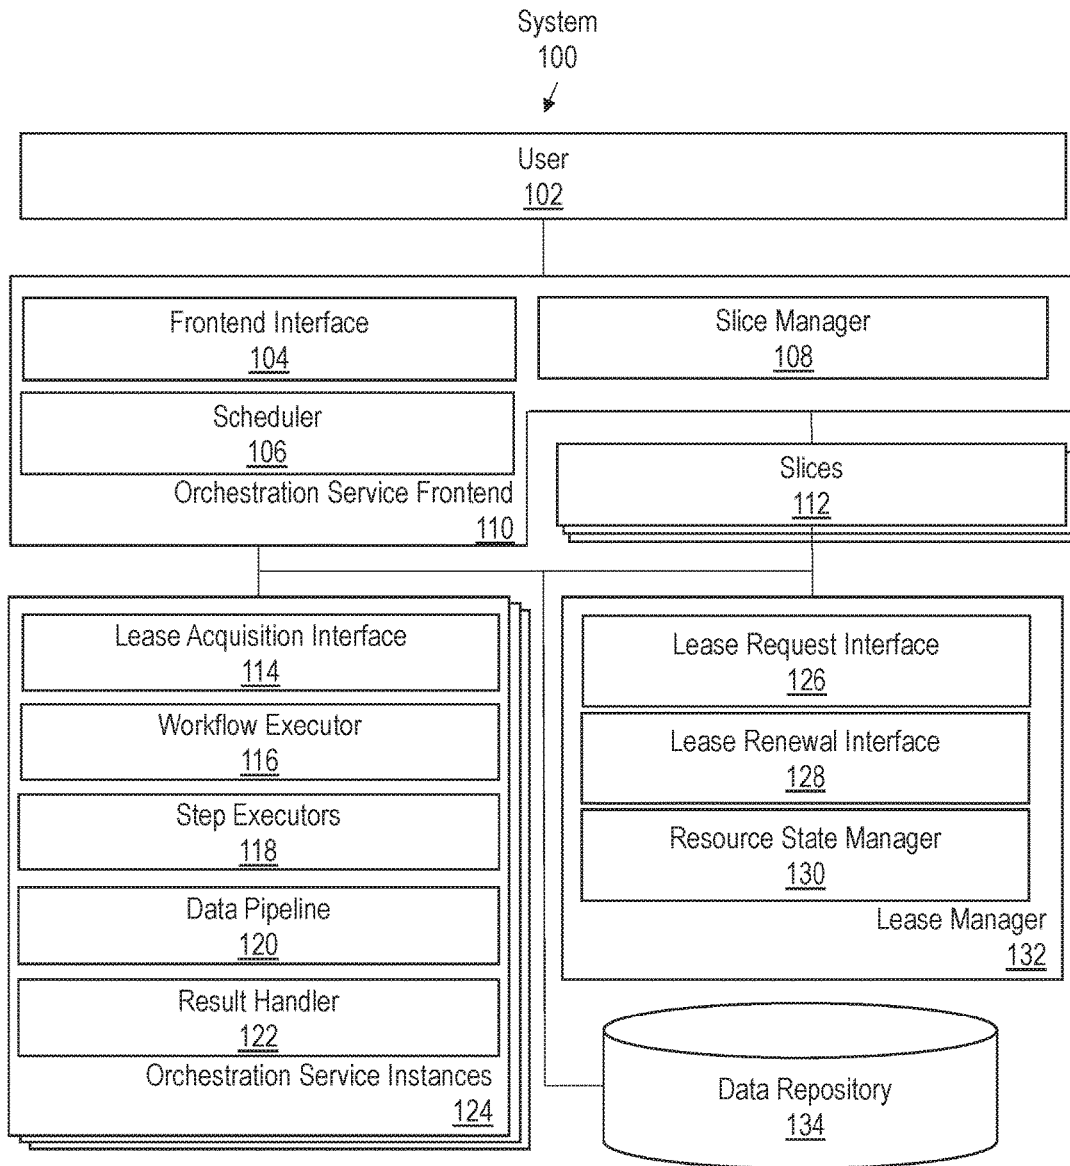 System
100
User
102
Frontend Interface
104
Slice Manager
108
Scheduler
106
Orchestration Service Frontend
110
Slices
112
Lease Acquisition Interface
114
Workflow Executor
116
Step Executors
118
Data Pipeline
120
Result Handler
122
Orchestration Service Instances
124
Lease Request Interface
126
Lease Renewal Interface
128
Resource State Manager
130
Lease Manager
132
Data Repository
134